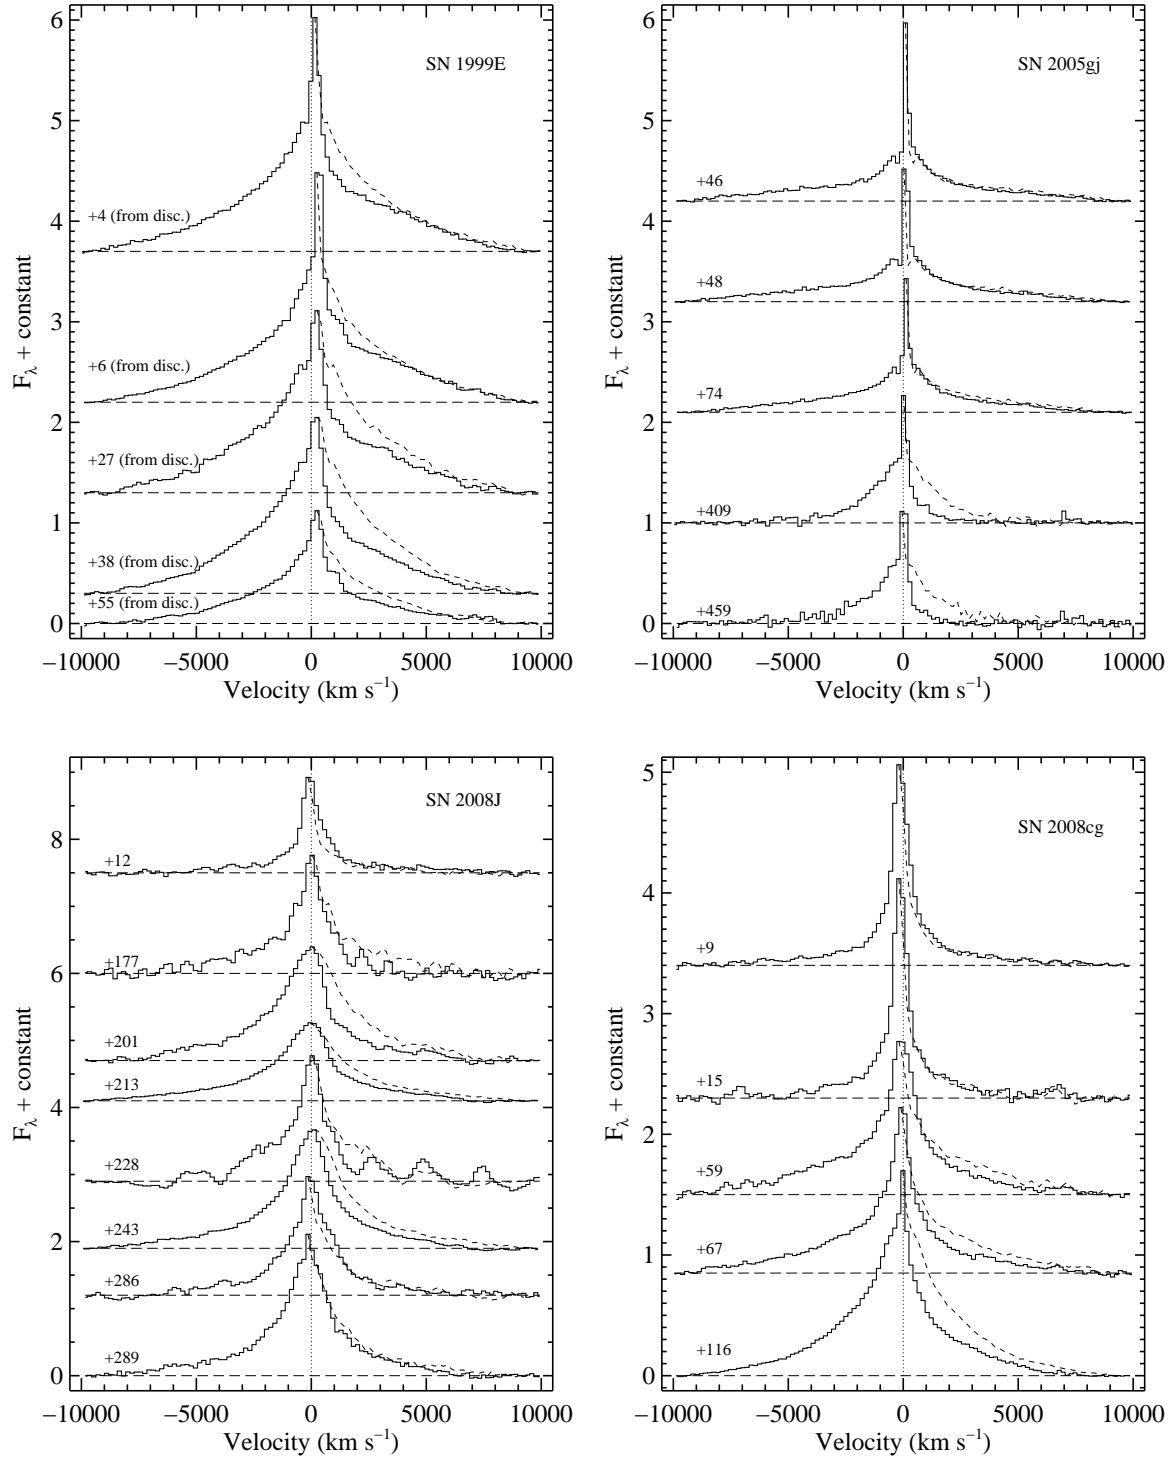 SN 1999E
F_λ + constant
6
5
4
3
2
1
0
+4 (from disc.)
+6 (from disc.)
+27 (from disc.)
+38 (from disc.)
+55 (from disc.)
−10000 −5000 0 5000 10000
Velocity (km s⁻¹)
SN 2005gj
F_λ + constant
6
5
4
3
2
1
0
+46
+48
+74
+409
+459
−10000 −5000 0 5000 10000
Velocity (km s⁻¹)
SN 2008J
F_λ + constant
8
6
4
2
0
+12
+177
+201
+213
+228
+243
+286
+289
−10000 −5000 0 5000 10000
Velocity (km s⁻¹)
SN 2008cg
F_λ + constant
5
4
3
2
1
0
+9
+15
+59
+67
+116
−10000 −5000 0 5000 10000
Velocity (km s⁻¹)